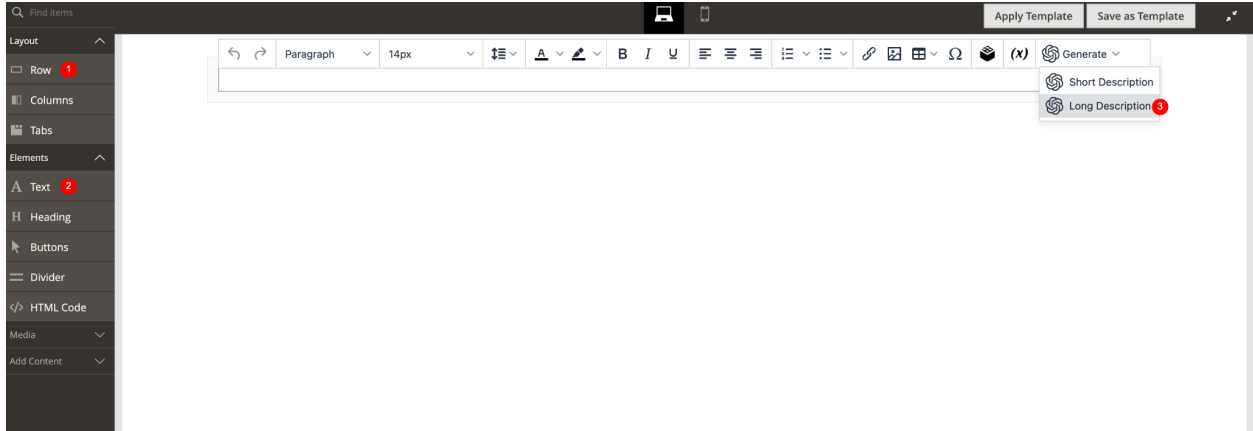 Find items
Apply Template
Save as Template
Layout
Row 1
Columns
Tabs
Elements
Text 2
Heading
Buttons
Divider
HTML Code
Media
Add Content
Paragraph 14px A B I U Ω (x) Generate
Short Description
Long Description 3